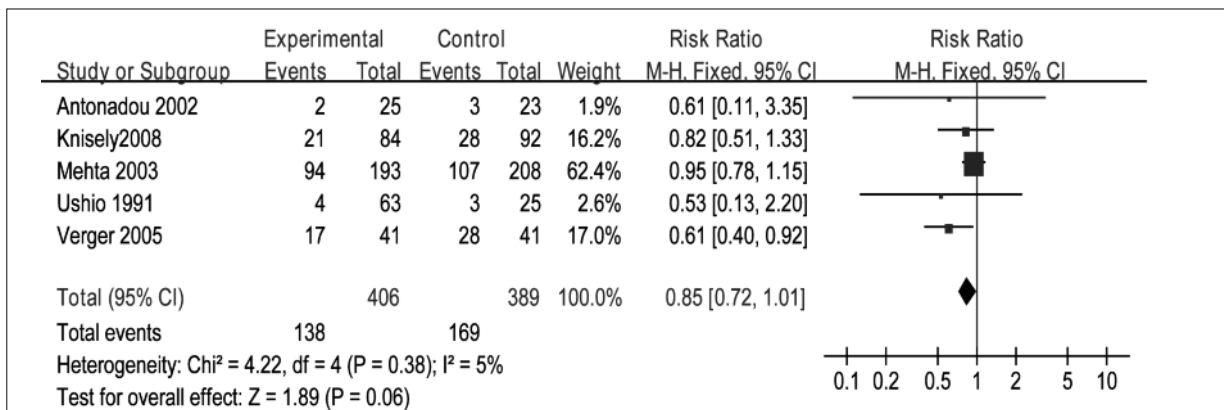 Experimental Control Risk Ratio Risk Ratio
Study or Subgroup Events Total Events Total Weight M-H. Fixed. 95% CI M-H. Fixed. 95% CI
Antonadou 2002 2 25 3 23 1.9% 0.61 [0.11, 3.35]
Knisely2008 21 84 28 92 16.2% 0.82 [0.51, 1.33]
Mehta 2003 94 193 107 208 62.4% 0.95 [0.78, 1.15]
Ushio 1991 4 63 3 25 2.6% 0.53 [0.13, 2.20]
Verger 2005 17 41 28 41 17.0% 0.61 [0.40, 0.92]
Total (95% CI) 406 389 100.0% 0.85 [0.72, 1.01]
Total events 138 169
Heterogeneity: Chi² = 4.22, df = 4 (P = 0.38); I² = 5%
Test for overall effect: Z = 1.89 (P = 0.06)
0.1 0.2 0.5 1 2 5 10